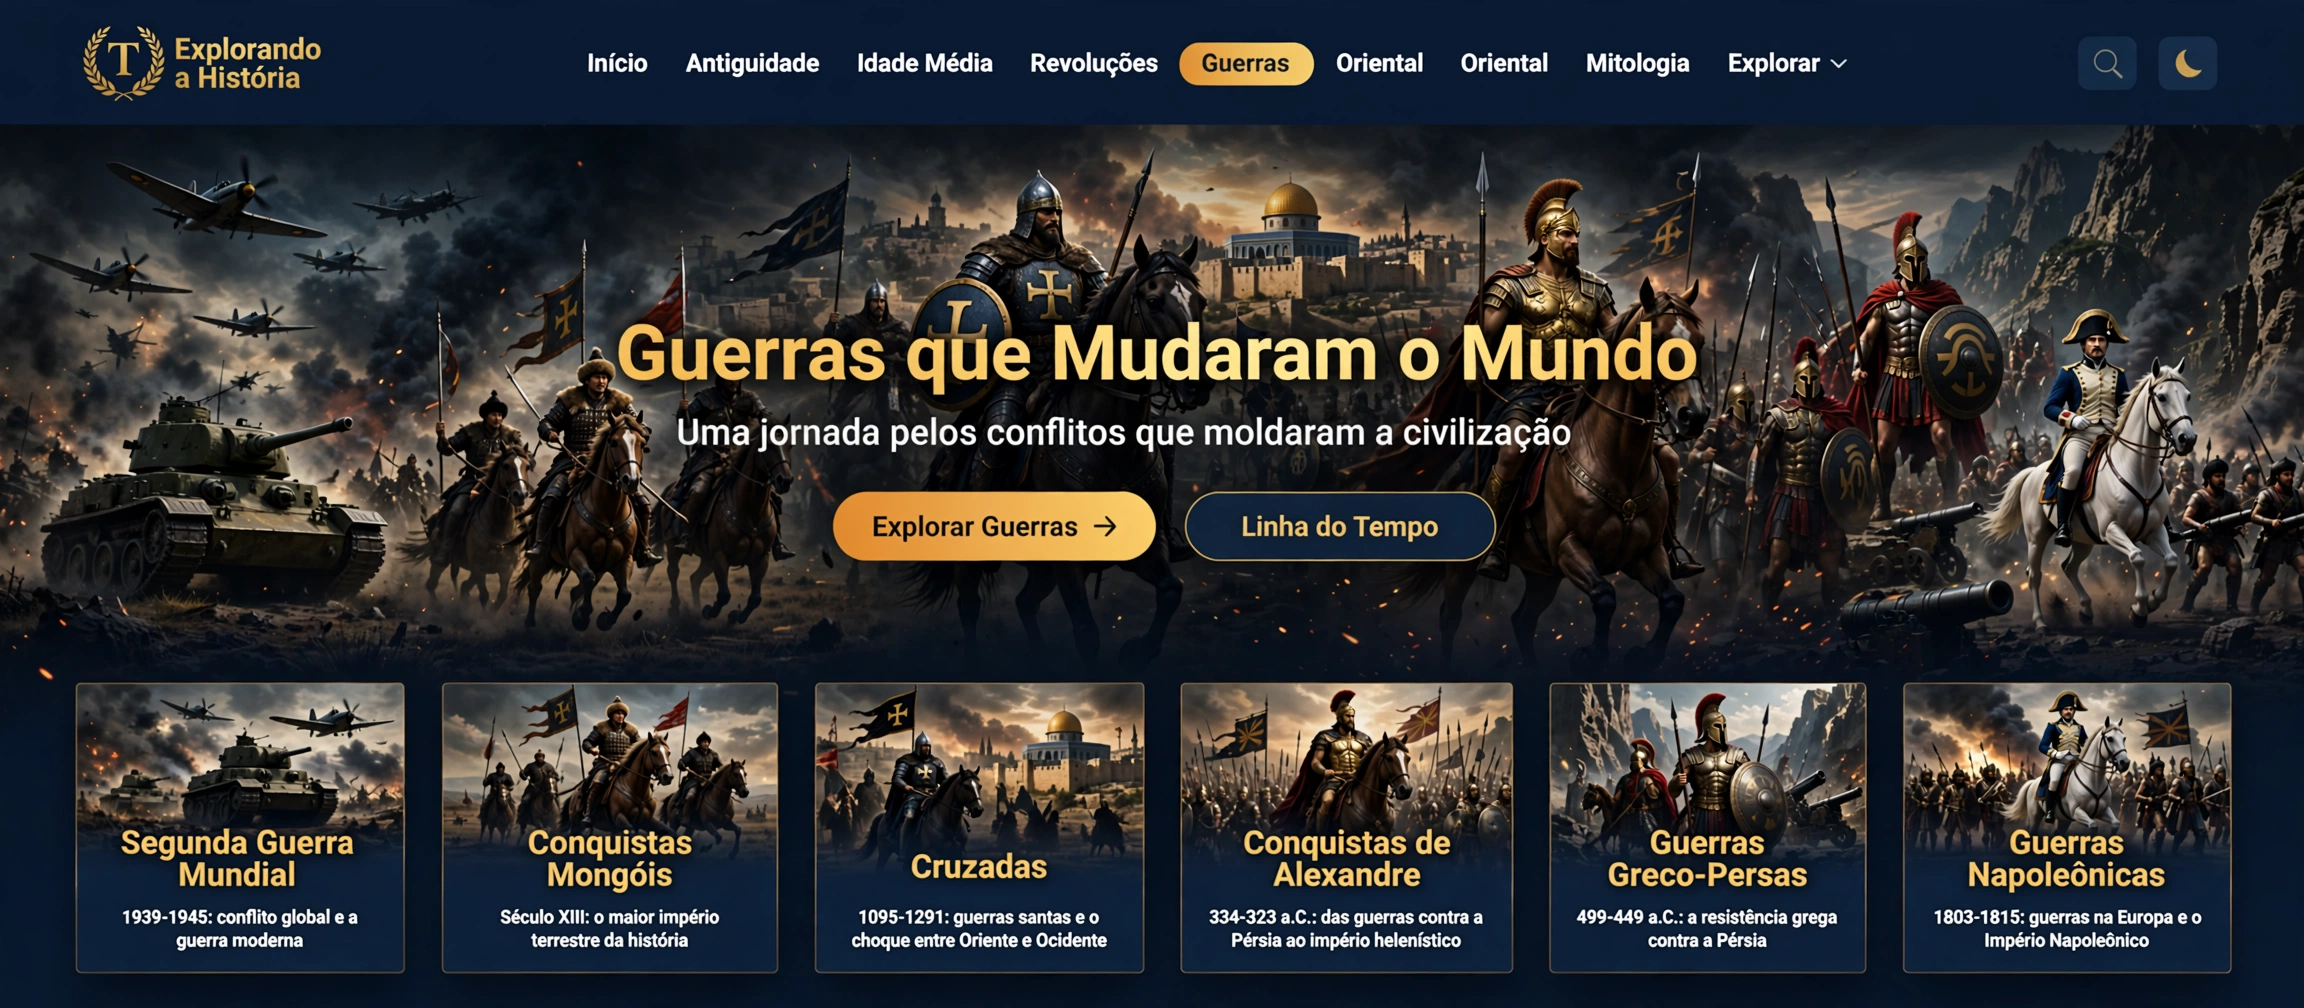 T
Explorando
a História
Início Antiguidade Idade Média Revoluções Guerras Oriental Oriental Mitologia Explorar
Guerras que Mudaram o Mundo
Uma jornada pelos conflitos que moldaram a civilização
Explorar Guerras →
Linha do Tempo
Segunda Guerra
Mundial
1939-1945: conflito global e a
guerra moderna
Conquistas
Mongóis
Século XIII: o maior império
terrestre da história
Cruzadas
1095-1291: guerras santas e o
choque entre Oriente e Ocidente
Conquistas de
Alexandre
334-323 a.C.: das guerras contra a
Pérsia ao império helenístico
Guerras
Greco-Persas
499-449 a.C.: a resistência grega
contra a Pérsia
Guerras
Napoleônicas
1803-1815: guerras na Europa e o
Império Napoleônico